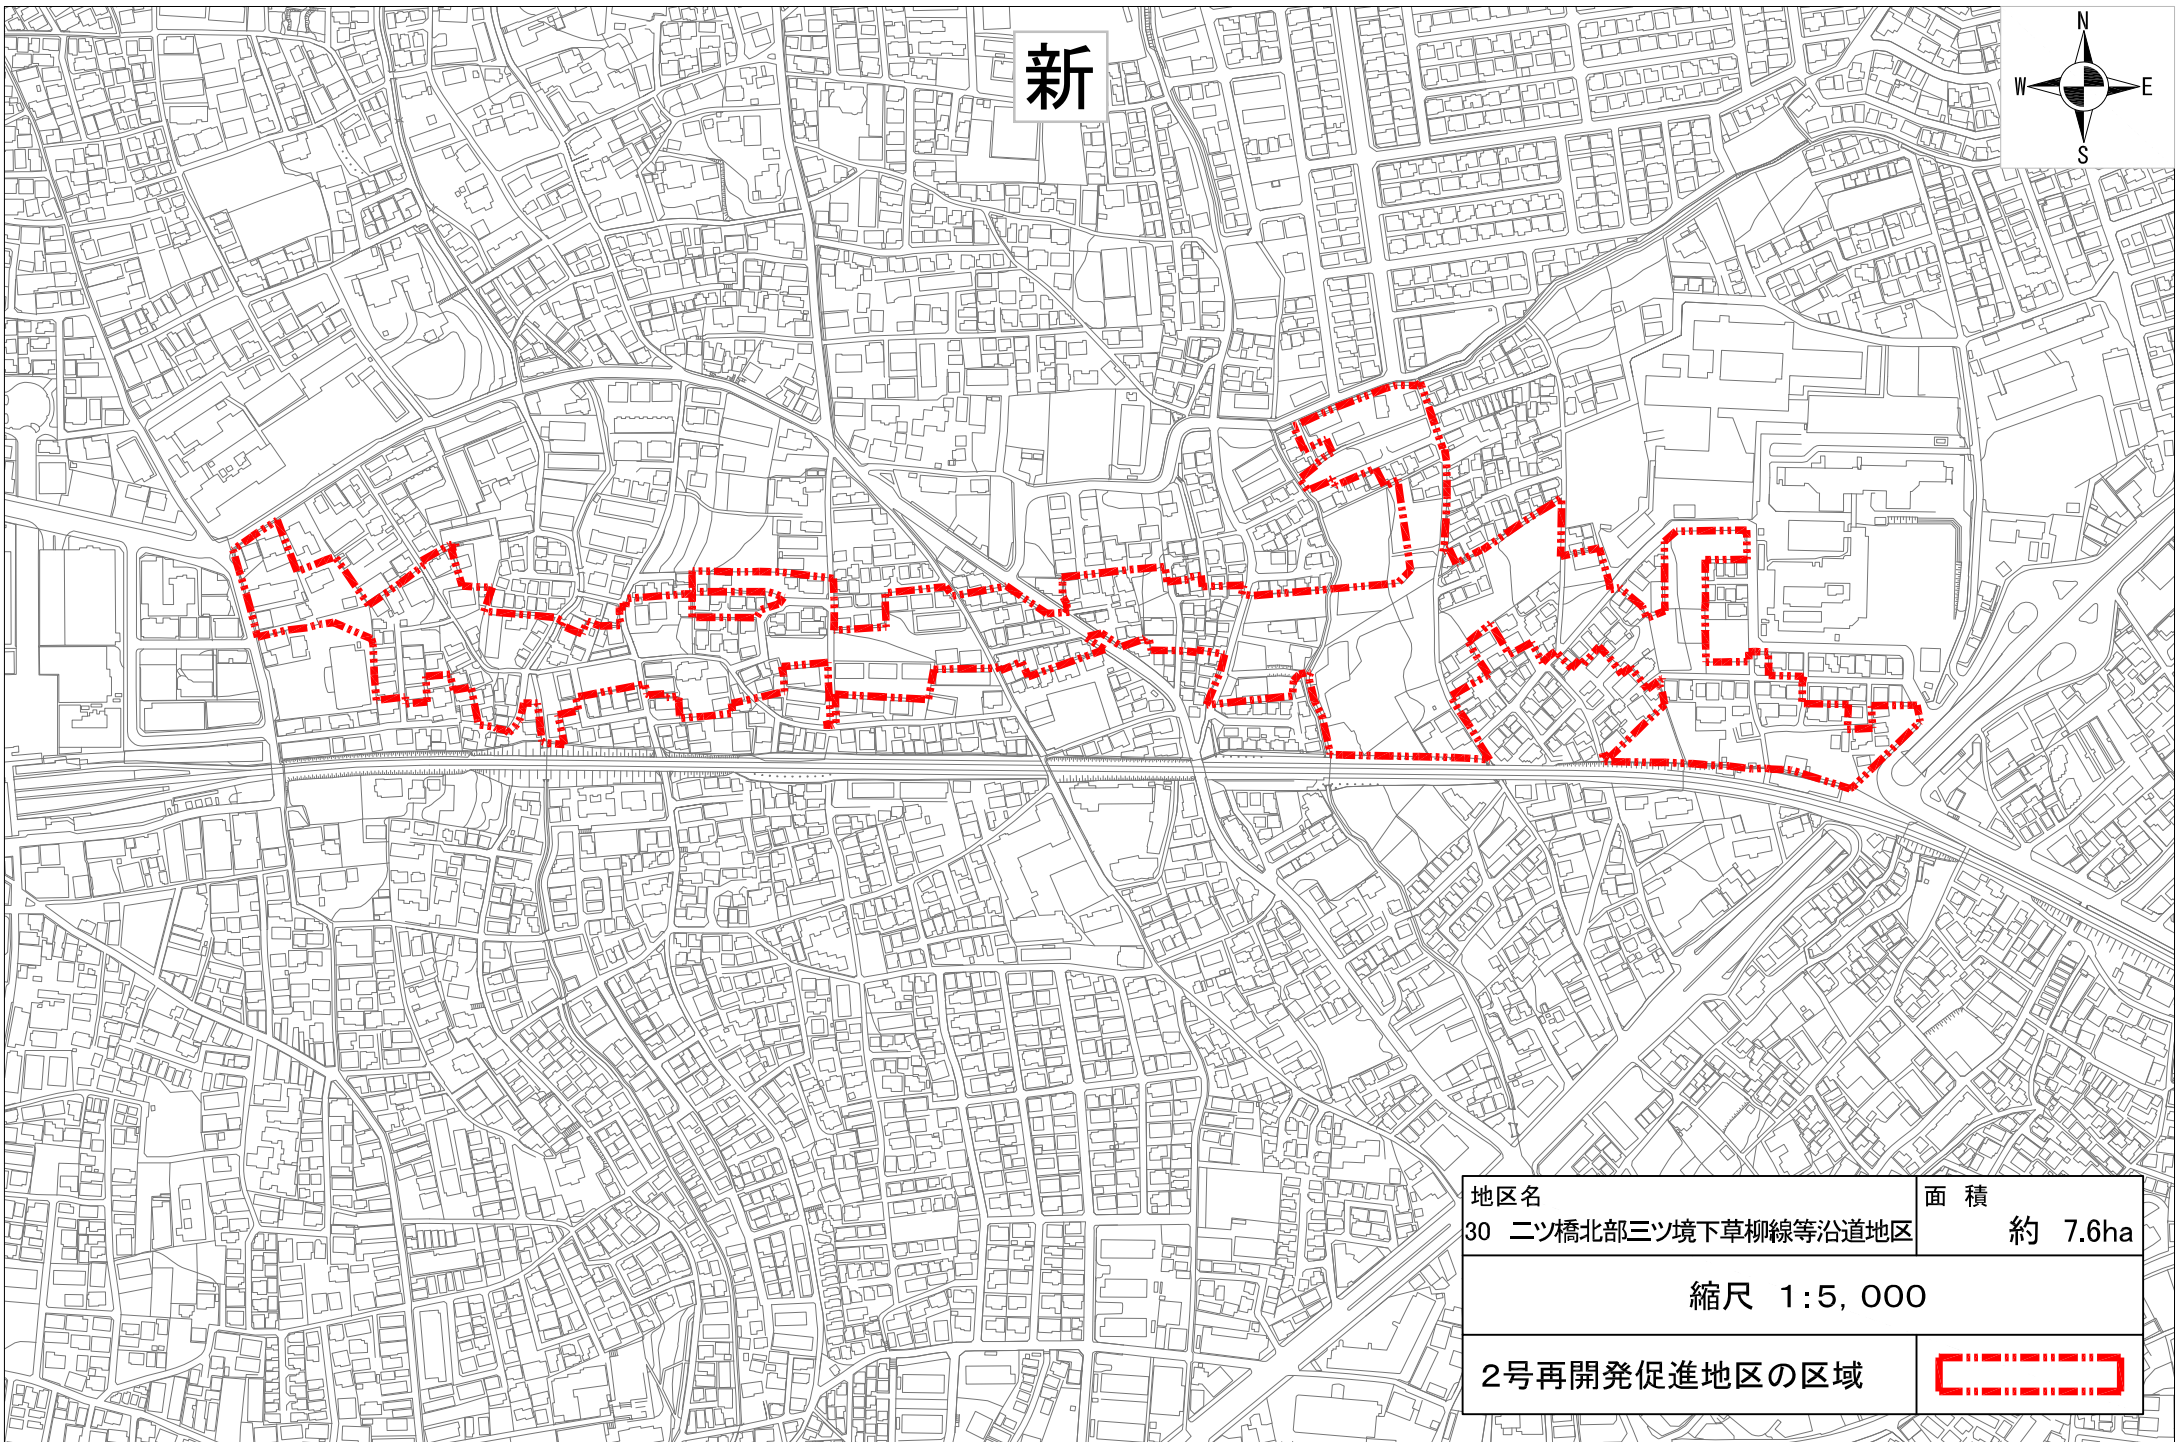 新
N
W E
S
地区名
30 二ツ橋北部三ツ境下草柳線等沿道地区
面 積
約 7.6ha
縮尺 1:5,000
2号再開発促進地区の区域